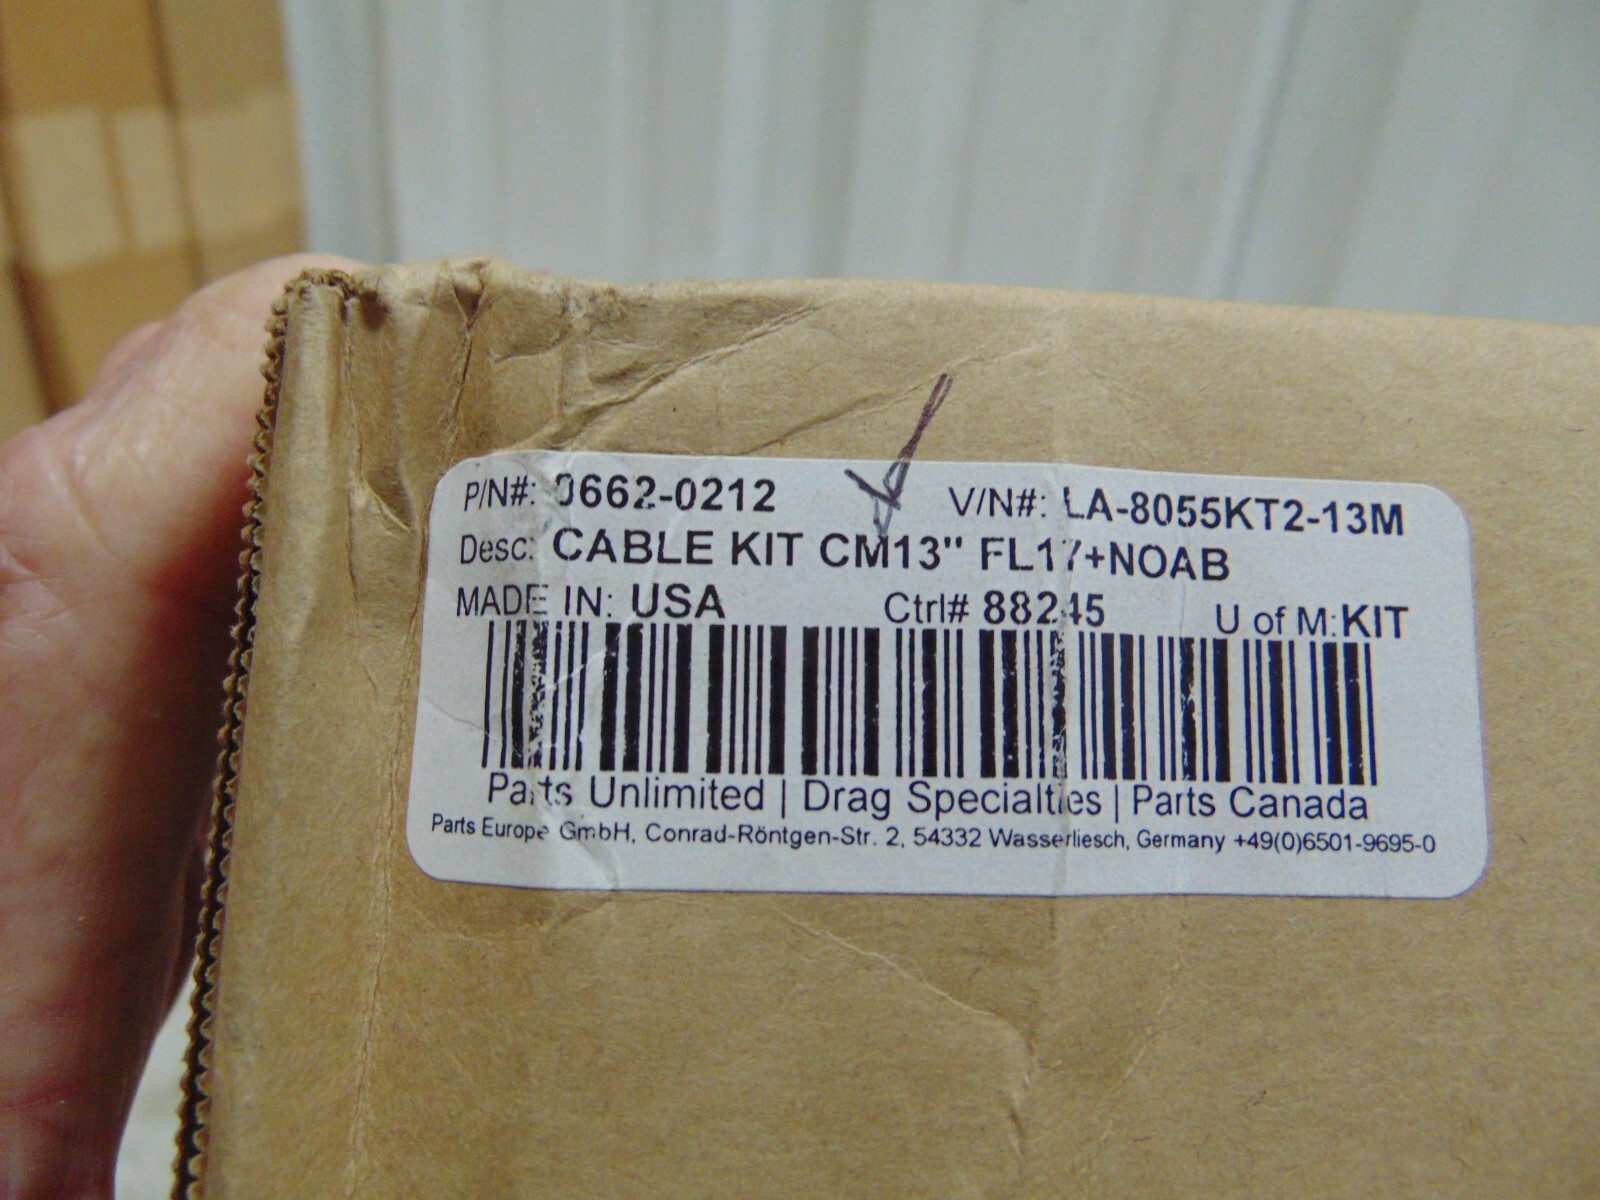 P/N#: 0662-0212 V/N#: LA-8055KT2-13M
Desc: CABLE KIT CM13" FL17+NOAB
MADE IN: USA Ctrl# 88245 U of M: KIT
Parts Unlimited | Drag Specialties | Parts Canada
Parts Europe GmbH, Conrad-Röntgen-Str. 2, 54332 Wasserliesch, Germany +49(0)6501-9695-0